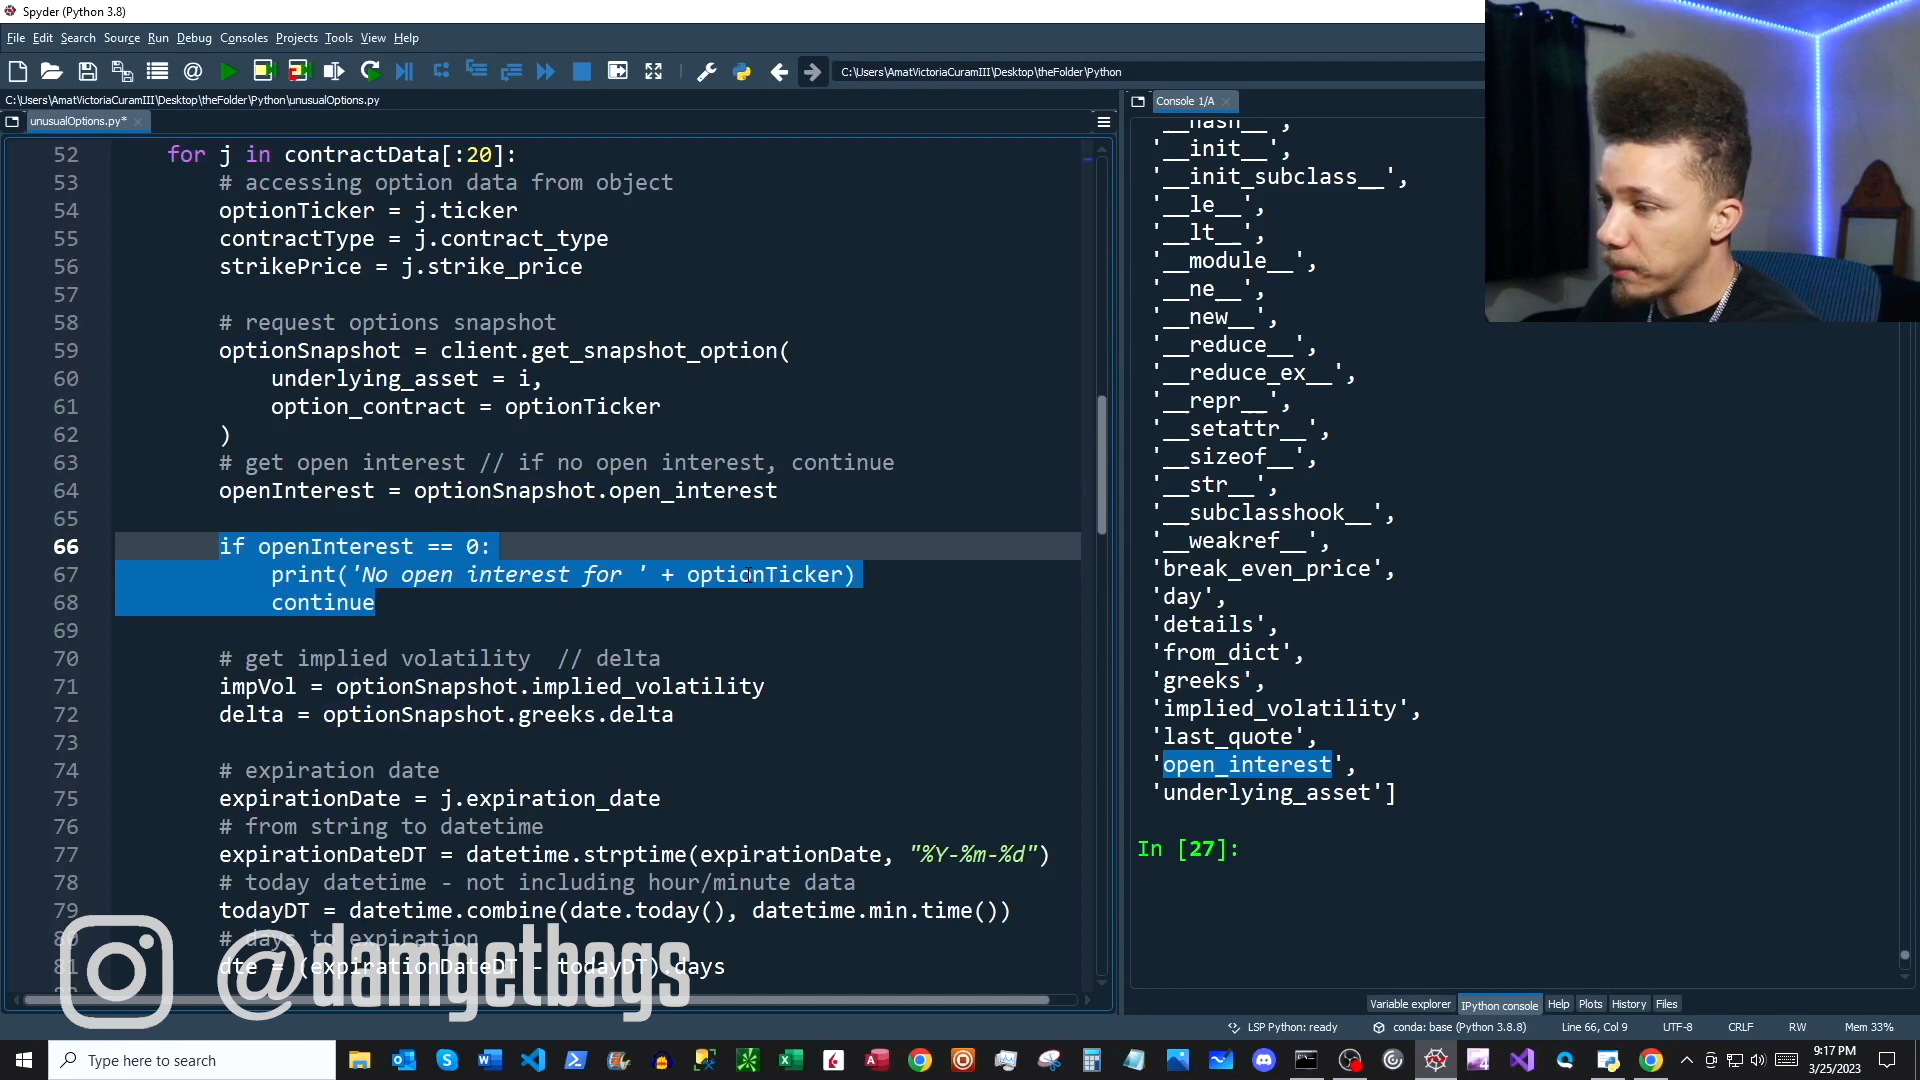 Spyder (Python 3.8)
File Edit Search Source Run Debug Consoles Projects Tools View Help
C:\Users\AmatVictoriaCuramIII\Desktop\theFolder\Python
C:\Users\AmatVictoriaCuramIII\Desktop\theFolder\Python\unusualOptions.py
unusualOptions.py*
52 for j in contractData[:20]:
53 # accessing option data from object
54 optionTicker = j.ticker
55 contractType = j.contract_type
56 strikePrice = j.strike_price
57
58 # request options snapshot
59 optionSnapshot = client.get_snapshot_option(
60 underlying_asset = i,
61 option_contract = optionTicker
62 )
63 # get open interest // if no open interest, continue
64 openInterest = optionSnapshot.open_interest
65
66 if openInterest == 0:
67 print('No open interest for ' + optionTicker)
68 continue
69
70 # get implied volatility  // delta
71 impVol = optionSnapshot.implied_volatility
72 delta = optionSnapshot.greeks.delta
73
74 # expiration date
75 expirationDate = j.expiration_date
76 # from string to datetime
77 expirationDateDT = datetime.strptime(expirationDate, "%Y-%m-%d")
78 # today datetime - not including hour/minute data
79 todayDT = datetime.combine(date.today(), datetime.min.time())
80 # days to expiration
81 dte = (expirationDateDT - todayDT).days
@damgetbags
Console 1/A
'__hash__',
'__init__',
'__init_subclass__',
'__le__',
'__lt__',
'__module__',
'__ne__',
'__new__',
'__reduce__',
'__reduce_ex__',
'__repr__',
'__setattr__',
'__sizeof__',
'__str__',
'__subclasshook__',
'__weakref__',
'break_even_price',
'day',
'details',
'from_dict',
'greeks',
'implied_volatility',
'last_quote',
'open_interest',
'underlying_asset']
In [27]:
Variable explorer IPython console Help Plots History Files
LSP Python: ready conda: base (Python 3.8.8) Line 66, Col 9 UTF-8 CRLF RW Mem 33%
Type here to search
9:17 PM
3/25/2023